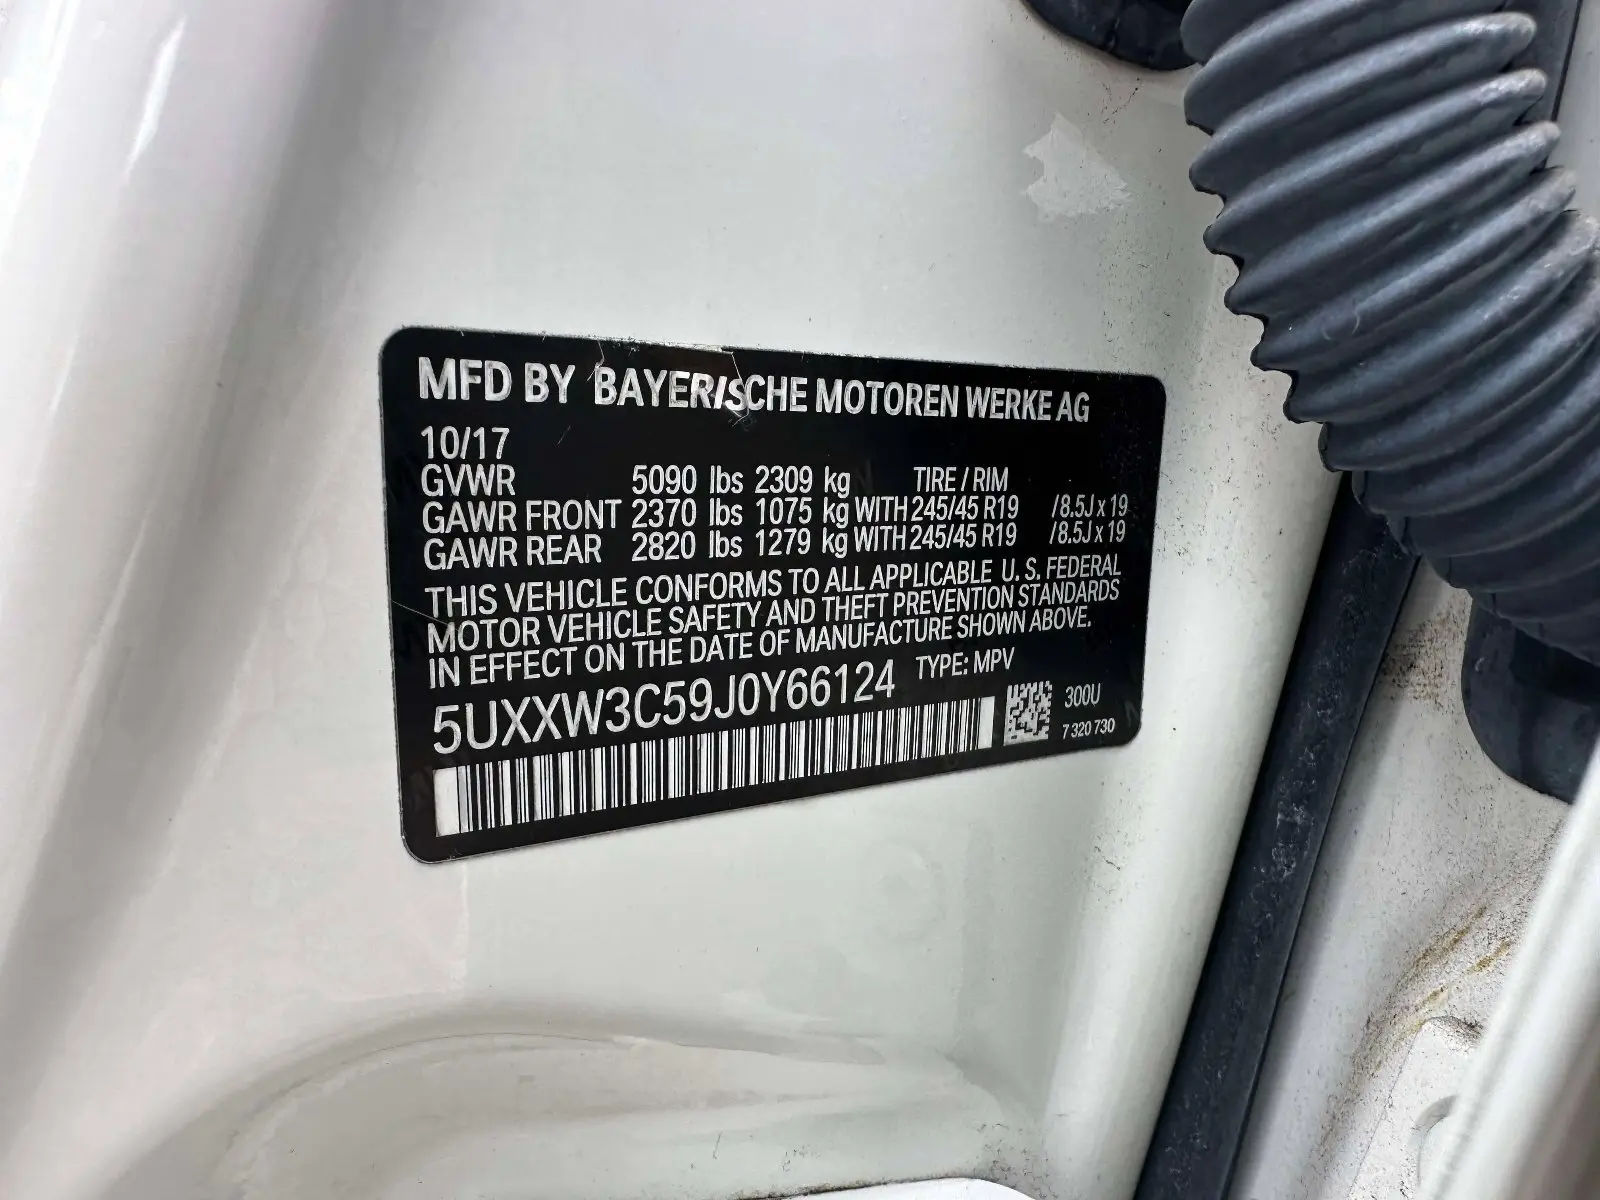 MFD BY BAYERISCHE MOTOREN WERKE AG
10/17
GVWR 5090 lbs 2309 kg TIRE / RIM
GAWR FRONT 2370 lbs 1075 kg WITH 245/45 R19 /8.5J x 19
GAWR REAR 2820 lbs 1279 kg WITH 245/45 R19 /8.5J x 19
THIS VEHICLE CONFORMS TO ALL APPLICABLE U. S. FEDERAL
MOTOR VEHICLE SAFETY AND THEFT PREVENTION STANDARDS
IN EFFECT ON THE DATE OF MANUFACTURE SHOWN ABOVE.
5UXXW3C59J0Y66124 TYPE: MPV
300U
7 320 730